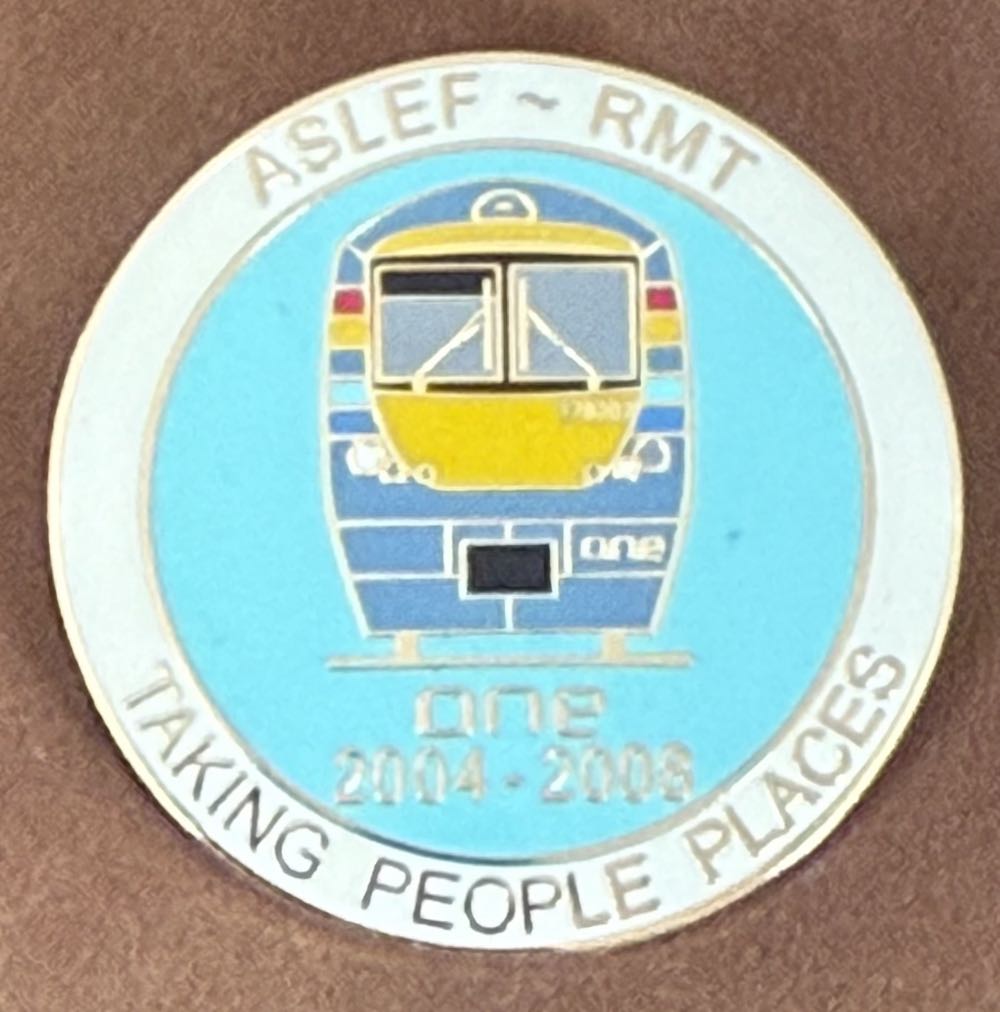 ASLEF ~ RMT
one
one
2004 - 2008
TAKING PEOPLE PLACES